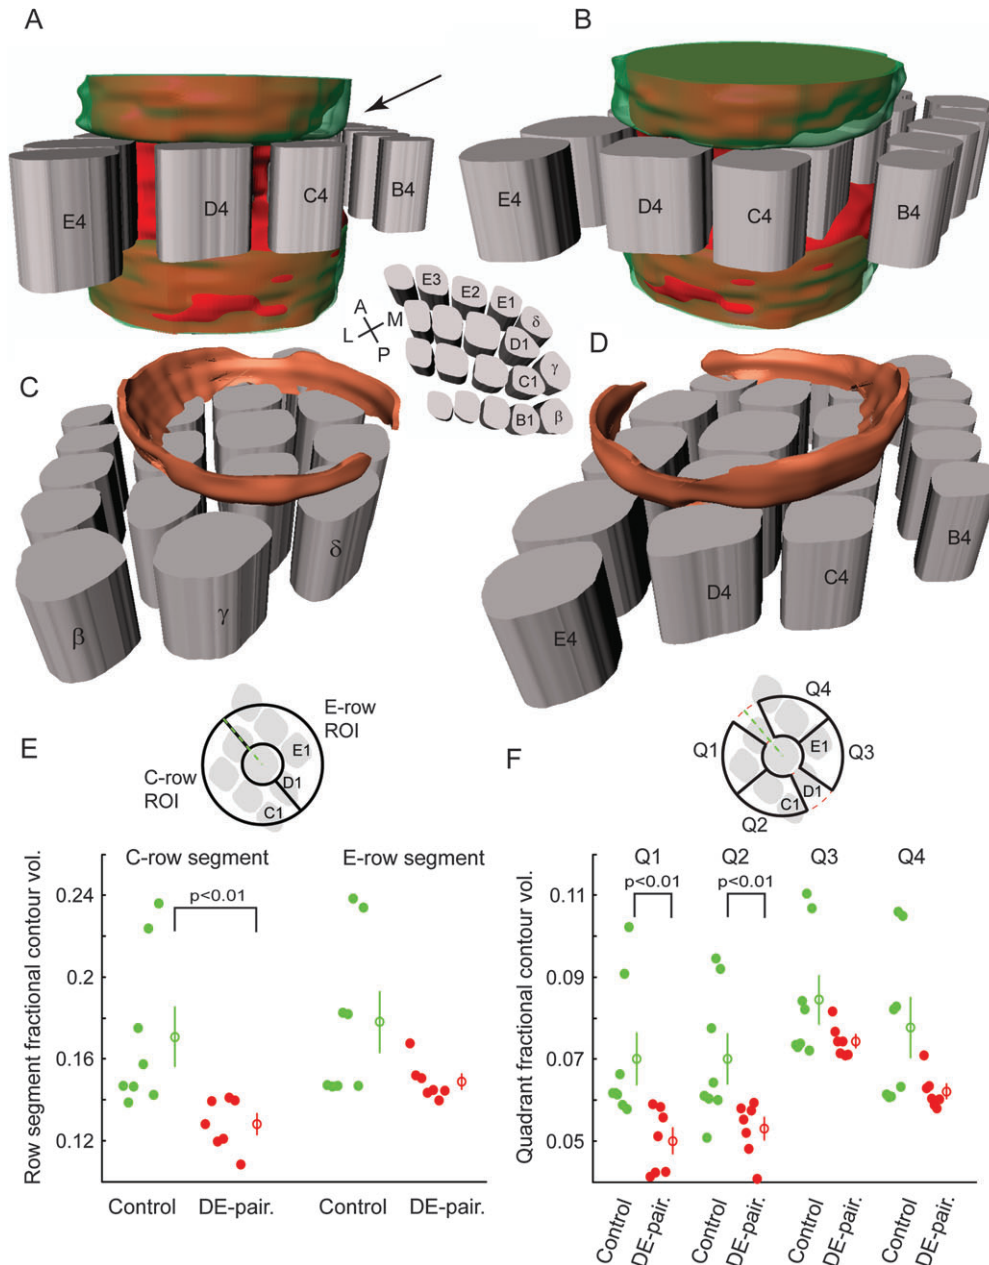 A
B
E4
D4
C4
B4
E4
D4
C4
B4
E3
E2
E1
δ
A
M
L
P
D1
γ
C1
B1
β
C
D
δ
β
γ
B4
D4
C4
E4
E
E-row
ROI
C-row
ROI
E1
D1
C1
F
Q4
Q1
Q3
Q2
E1
D1
C1
C-row segment
E-row segment
p<0.01
Row segment fractional contour vol.
0.24
0.2
0.16
0.12
Control
DE-pair.
Control
DE-pair.
Q1
Q2
Q3
Q4
p<0.01
p<0.01
Quadrant fractional contour vol.
0.11
0.09
0.07
0.05
Control
DE-pair.
Control
DE-pair.
Control
DE-pair.
Control
DE-pair.